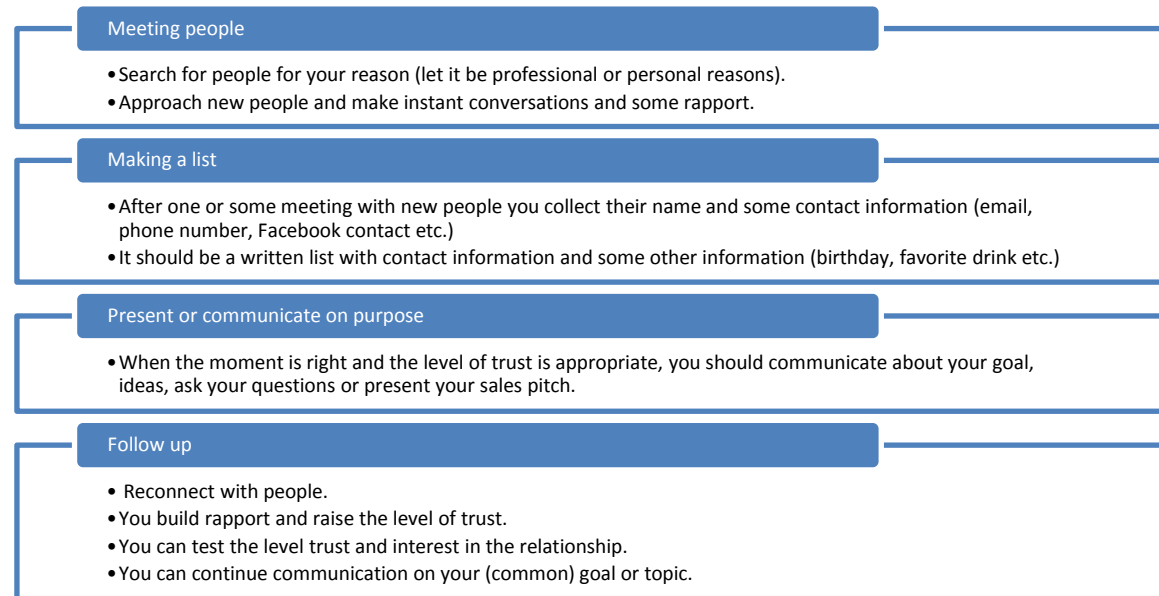 Meeting people
•Search for people for your reason (let it be professional or personal reasons).
•Approach new people and make instant conversations and some rapport.
Making a list
•After one or some meeting with new people you collect their name and some contact information (email,
phone number, Facebook contact etc.)
•It should be a written list with contact information and some other information (birthday, favorite drink etc.)
Present or communicate on purpose
•When the moment is right and the level of trust is appropriate, you should communicate about your goal,
ideas, ask your questions or present your sales pitch.
Follow up
• Reconnect with people.
•You build rapport and raise the level of trust.
•You can test the level trust and interest in the relationship.
•You can continue communication on your (common) goal or topic.